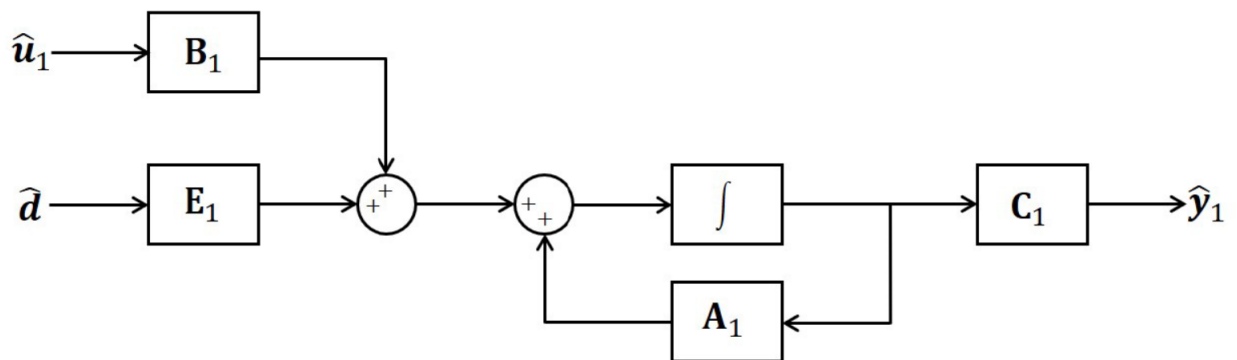 û₁
B₁
d̂
E₁
+
+
+
+
∫
C₁
ŷ₁
A₁